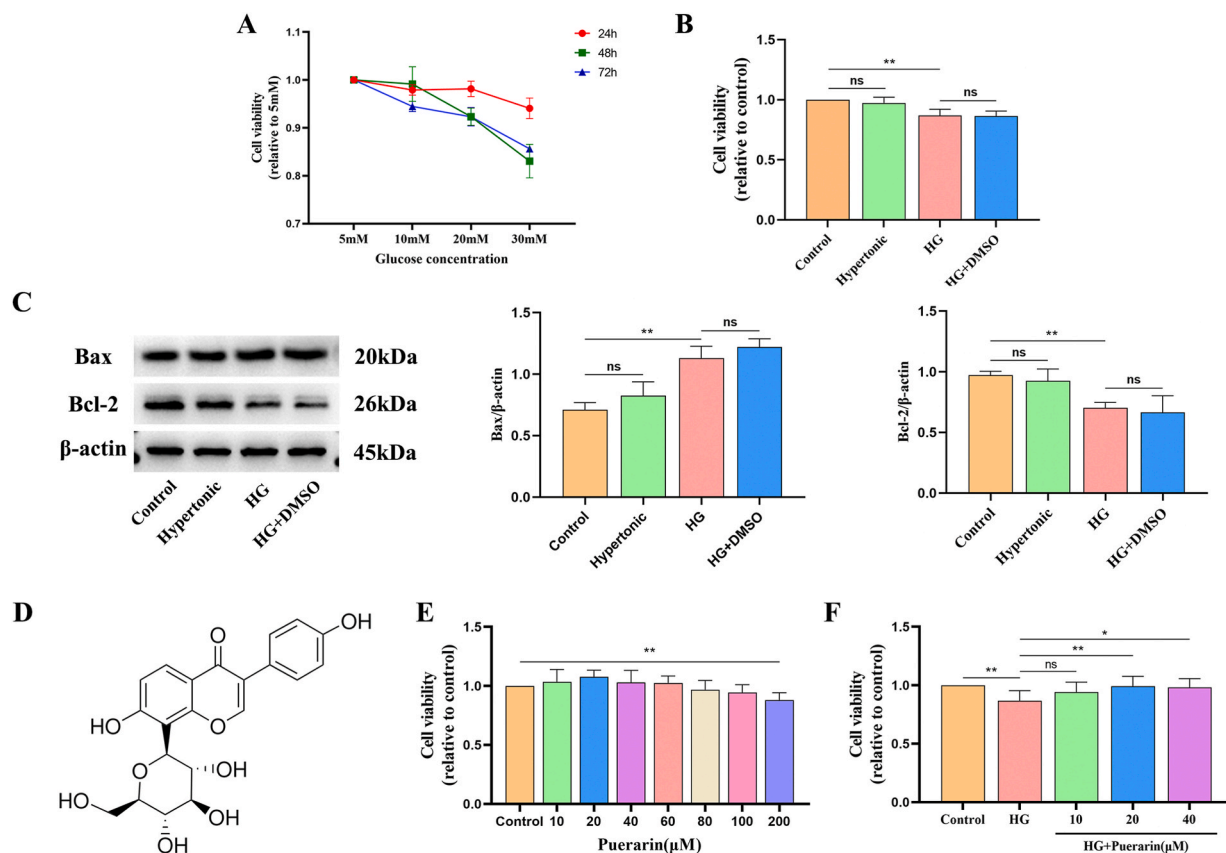 A
Cell viability
(relative to 5mM)
1.0
0.9
0.8
0.7
5mM
10mM
20mM
30mM
Glucose concentration
24h
48h
72h
B
Cell viability
(relative to control)
1.5
1.0
0.5
0.0
**
ns
ns
Control
Hypertonic
HG
HG+DMSO
C
Bax
20kDa
Bcl-2
26kDa
β-actin
45kDa
Control
Hypertonic
HG
HG+DMSO
Bax/β-actin
1.5
1.0
0.5
0.0
**
ns
ns
Control
Hypertonic
HG
HG+DMSO
Bcl-2/β-actin
1.5
1.0
0.5
0.0
**
ns
ns
Control
Hypertonic
HG
HG+DMSO
D
OH
O
HO
O
O
OH
HO
OH
OH
E
Cell viability
(relative to control)
1.5
1.0
0.5
0.0
**
Control 10 20 40 60 80 100 200
Puerarin(μM)
F
Cell viability
(relative to control)
1.5
1.0
0.5
0.0
*
**
**
ns
Control HG 10 20 40
HG+Puerarin(μM)